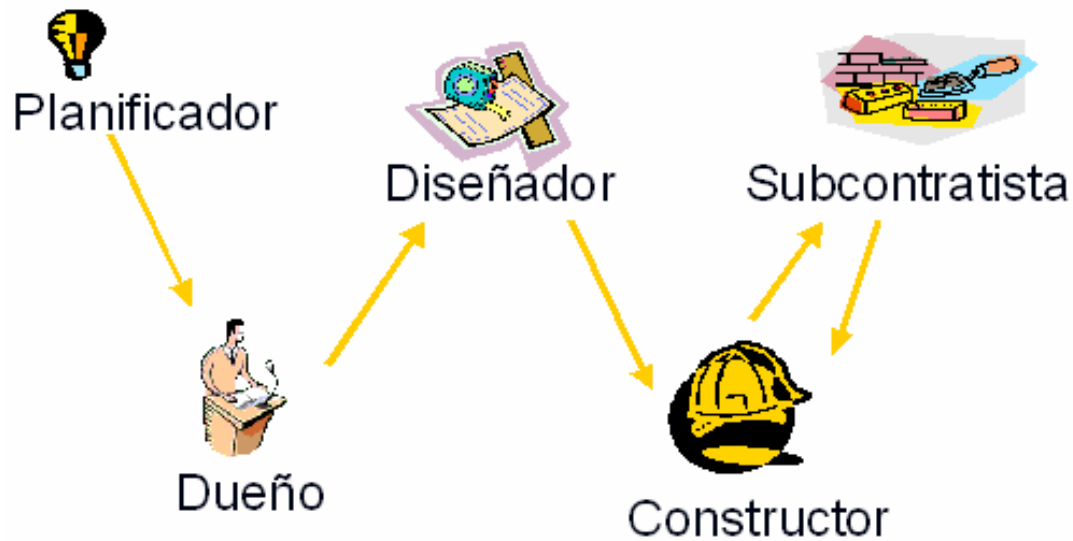 Planificador
Diseñador
Subcontratista
Dueño
Constructor